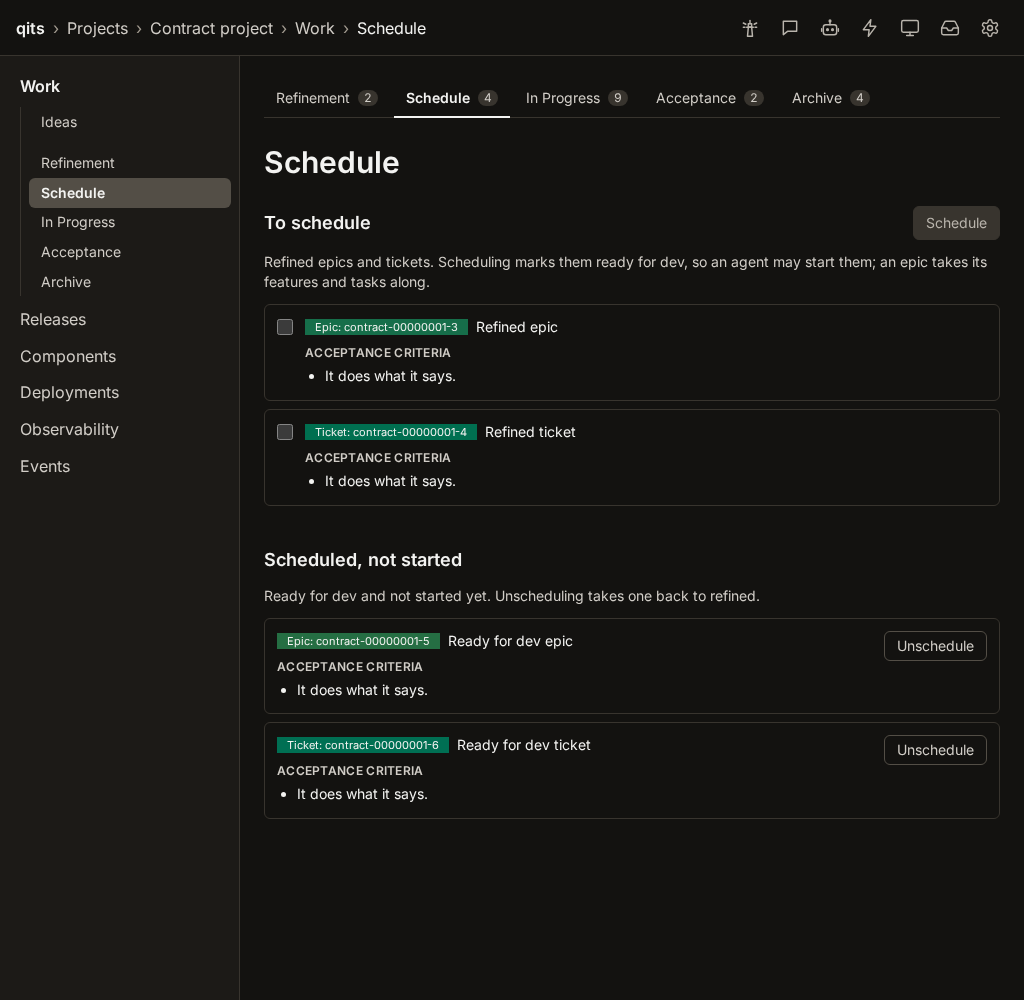 qits › Projects › Contract project › Work › Schedule
Work
Ideas
Refinement
Schedule
In Progress
Acceptance
Archive
Releases
Components
Deployments
Observability
Events
Refinement 2 Schedule 4 In Progress 9 Acceptance 2 Archive 4
Schedule
To schedule
Schedule
Refined epics and tickets. Scheduling marks them ready for dev, so an agent may start them; an epic takes its
features and tasks along.
Epic: contract-00000001-3 Refined epic
ACCEPTANCE CRITERIA
• It does what it says.
Ticket: contract-00000001-4 Refined ticket
ACCEPTANCE CRITERIA
• It does what it says.
Scheduled, not started
Ready for dev and not started yet. Unscheduling takes one back to refined.
Epic: contract-00000001-5 Ready for dev epic
Unschedule
ACCEPTANCE CRITERIA
• It does what it says.
Ticket: contract-00000001-6 Ready for dev ticket
Unschedule
ACCEPTANCE CRITERIA
• It does what it says.